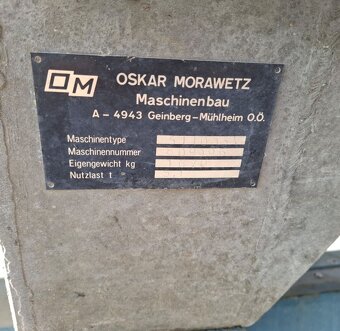 OM
OSKAR MORAWETZ
Maschinenbau
A – 4943 Geinberg – Mühlheim O.Ö.
Maschinentype
Maschinennummer
Eigengewicht kg
Nutzlast t